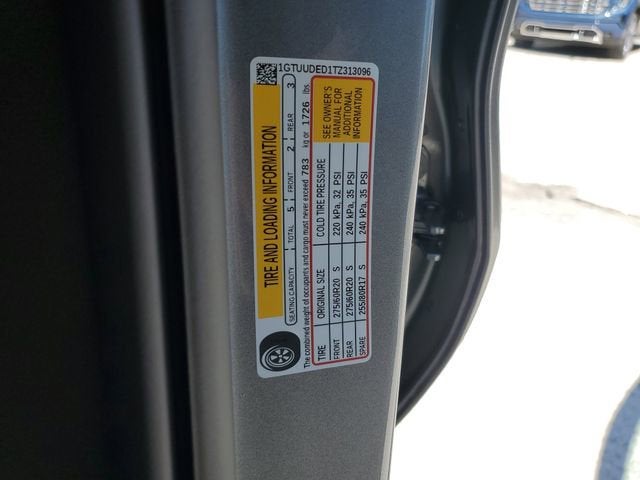 1GTUUDED1TZ313096
TIRE AND LOADING INFORMATION
SEATING CAPACITY TOTAL 5 FRONT 2 REAR 3
The combined weight of occupants and cargo must never exceed 783 kg or 1726 lbs
TIRE ORIGINAL SIZE COLD TIRE PRESSURE
FRONT 275/60R20 S 220 kPa, 32 PSI
REAR 275/60R20 S 240 kPa, 35 PSI
SPARE 255/80R17 S 240 kPa, 35 PSI
SEE OWNER'S
MANUAL FOR
ADDITIONAL
INFORMATION